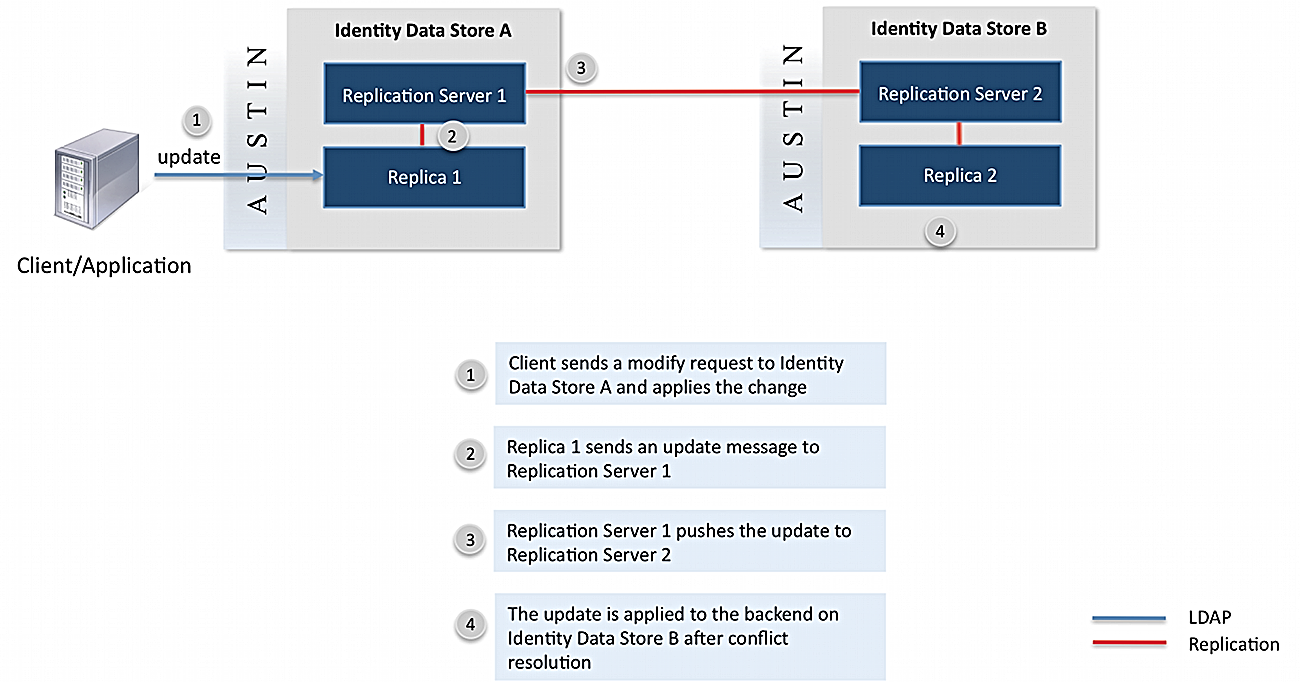 Identity Data Store A
Identity Data Store B
AUSTIN
AUSTIN
Replication Server 1
Replication Server 2
3
1
2
update
Replica 1
Replica 2
4
Client/Application
1
Client sends a modify request to Identity
Data Store A and applies the change
2
Replica 1 sends an update message to
Replication Server 1
3
Replication Server 1 pushes the update to
Replication Server 2
4
The update is applied to the backend on
Identity Data Store B after conflict
resolution
LDAP
Replication